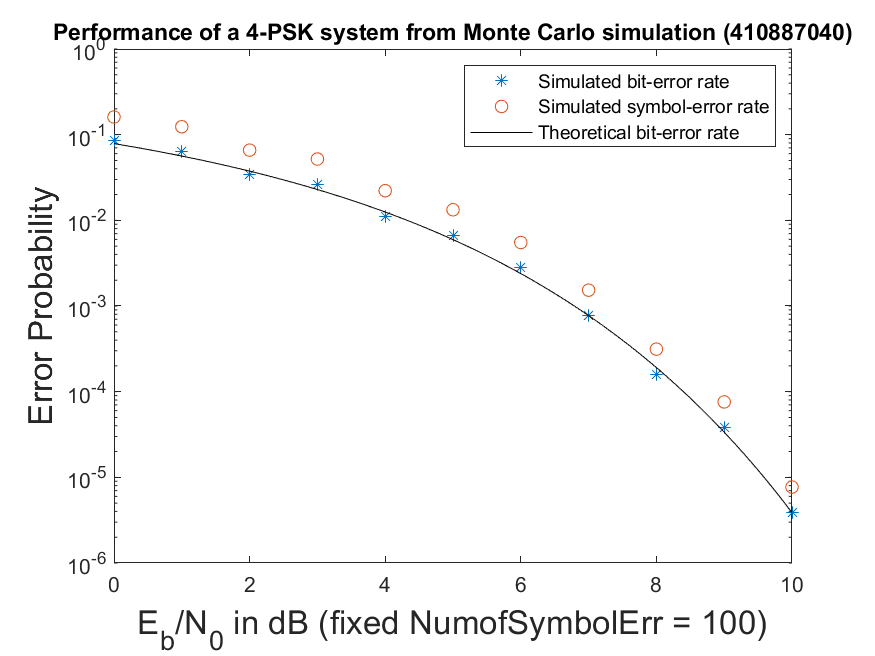 Performance of a 4-PSK system from Monte Carlo simulation (410887040)
10^0
10^-1
10^-2
10^-3
10^-4
10^-5
10^-6
Error Probability
Simulated bit-error rate
Simulated symbol-error rate
Theoretical bit-error rate
0 2 4 6 8 10
E_b/N_0 in dB (fixed NumofSymbolErr = 100)